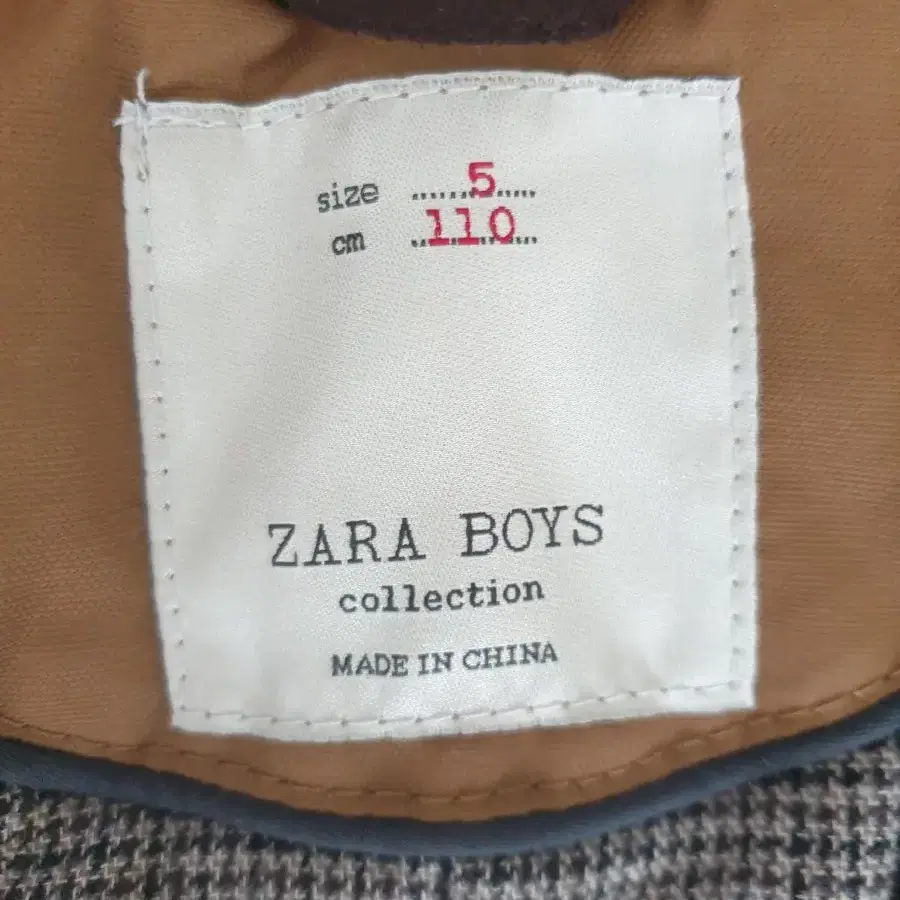 size 5
cm 110
ZARA BOYS
collection
MADE IN CHINA